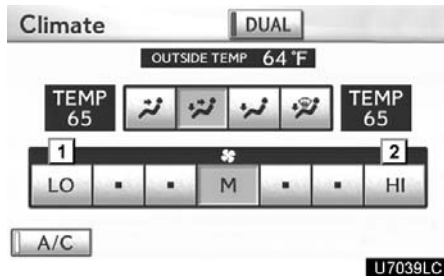 Climate DUAL
OUTSIDE TEMP 64°F
TEMP TEMP
65 65
1 2
LO M HI
A/C
U7039LC